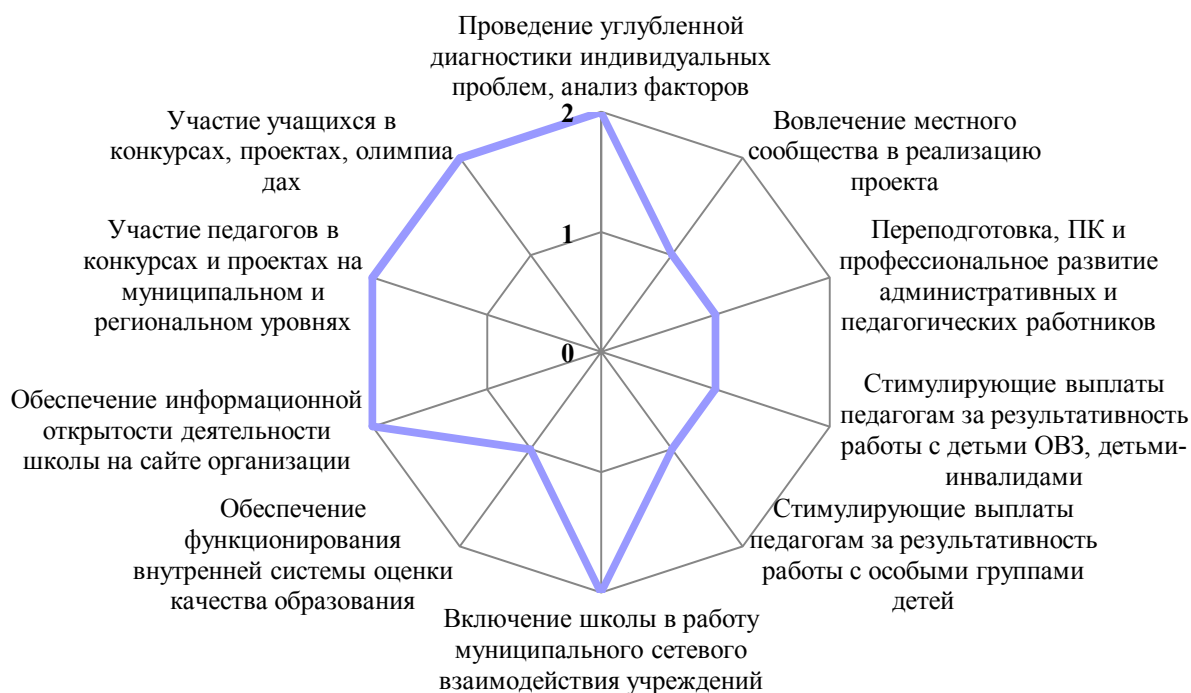 Проведение углубленной
диагностики индивидуальных
проблем, анализ факторов
Вовлечение местного
сообщества в реализацию
проекта
Переподготовка, ПК и
профессиональное развитие
административных и
педагогических работников
Стимулирующие выплаты
педагогам за результативность
работы с детьми ОВЗ, детьми-
инвалидами
Стимулирующие выплаты
педагогам за результативность
работы с особыми группами
детей
Включение школы в работу
муниципального сетевого
взаимодействия учреждений
Обеспечение
функционирования
внутренней системы оценки
качества образования
Обеспечение информационной
открытости деятельности
школы на сайте организации
Участие педагогов в
конкурсах и проектах на
муниципальном и
региональном уровнях
Участие учащихся в
конкурсах, проектах, олимпиа
дах
2
1
0